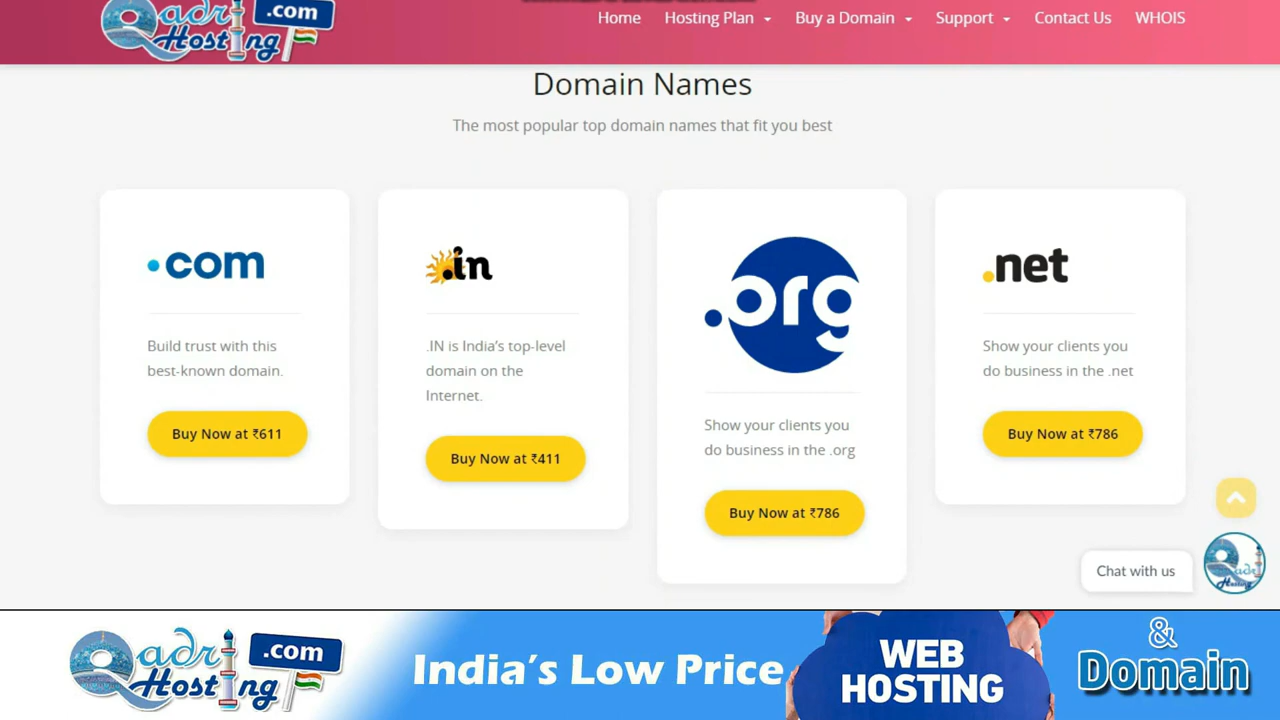 Qadri Hosting .com
Home
Hosting Plan
Buy a Domain
Support
Contact Us
WHOIS
Domain Names
The most popular top domain names that fit you best
.com
Build trust with this
best-known domain.
Buy Now at ₹611
.in
.IN is India's top-level
domain on the
Internet.
Buy Now at ₹411
.org
Show your clients you
do business in the .org
Buy Now at ₹786
.net
Show your clients you
do business in the .net
Buy Now at ₹786
Chat with us
Qadri
Hosting
Qadri .com
Hosting
India's Low Price
WEB
HOSTING
&
Domain